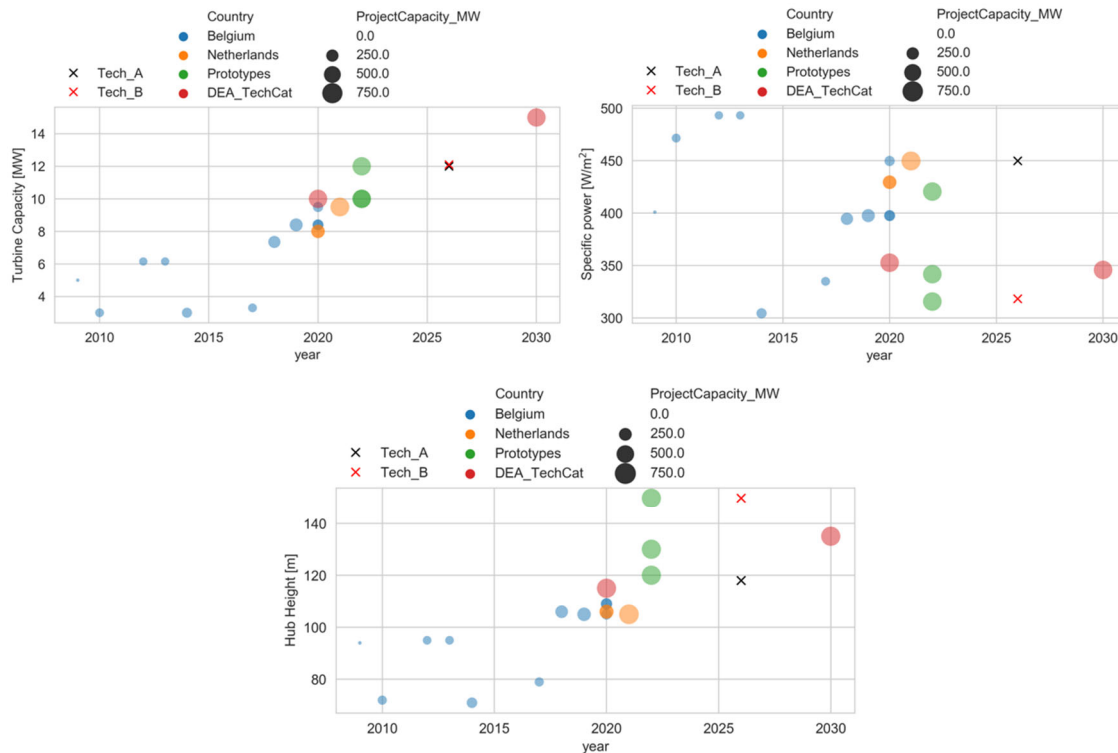 Country ProjectCapacity_MW
Belgium 0.0
Netherlands 250.0
Tech_A Prototypes 500.0
Tech_B DEA_TechCat 750.0
14
12
10
8
6
4
Turbine Capacity [MW]
2010 2015 2020 2025 2030
year
Country ProjectCapacity_MW
Belgium 0.0
Netherlands 250.0
Tech_A Prototypes 500.0
Tech_B DEA_TechCat 750.0
500
450
400
350
300
Specific power [W/m²]
2010 2015 2020 2025 2030
year
Country ProjectCapacity_MW
Belgium 0.0
Netherlands 250.0
Tech_A Prototypes 500.0
Tech_B DEA_TechCat 750.0
140
120
100
80
Hub Height [m]
2010 2015 2020 2025 2030
year